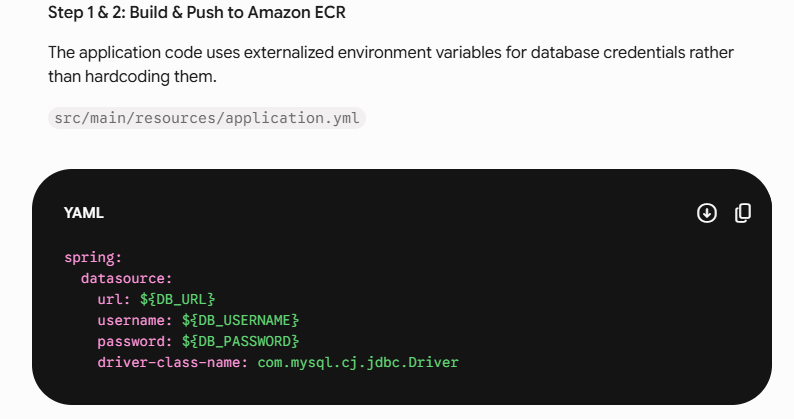 Step 1 & 2: Build & Push to Amazon ECR
The application code uses externalized environment variables for database credentials rather
than hardcoding them.
src/main/resources/application.yml
YAML
spring:
  datasource:
    url: ${DB_URL}
    username: ${DB_USERNAME}
    password: ${DB_PASSWORD}
    driver-class-name: com.mysql.cj.jdbc.Driver